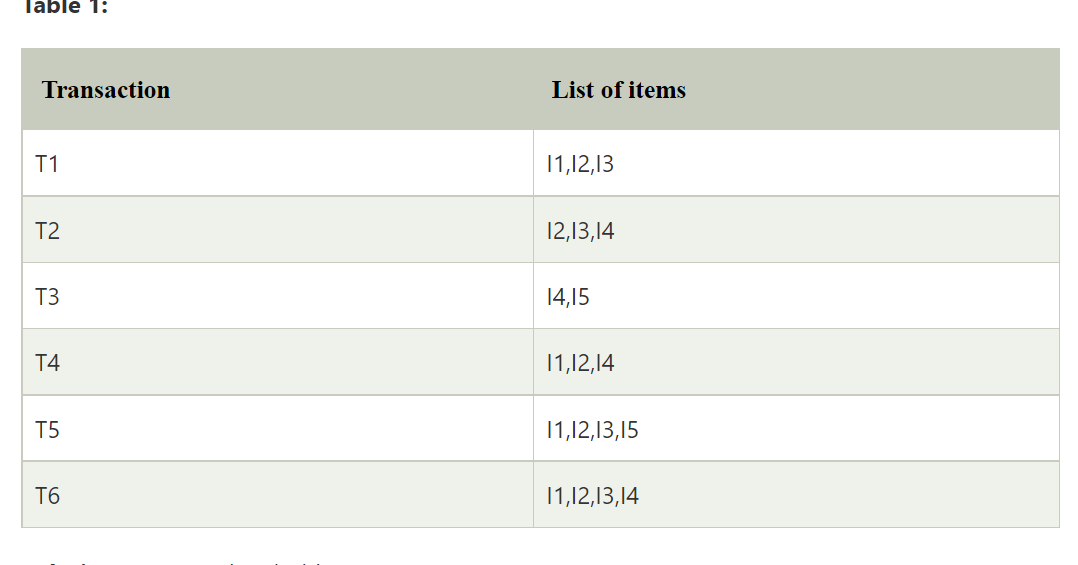 Table 1:
Transaction List of items
T1 I1,I2,I3
T2 I2,I3,I4
T3 I4,I5
T4 I1,I2,I4
T5 I1,I2,I3,I5
T6 I1,I2,I3,I4